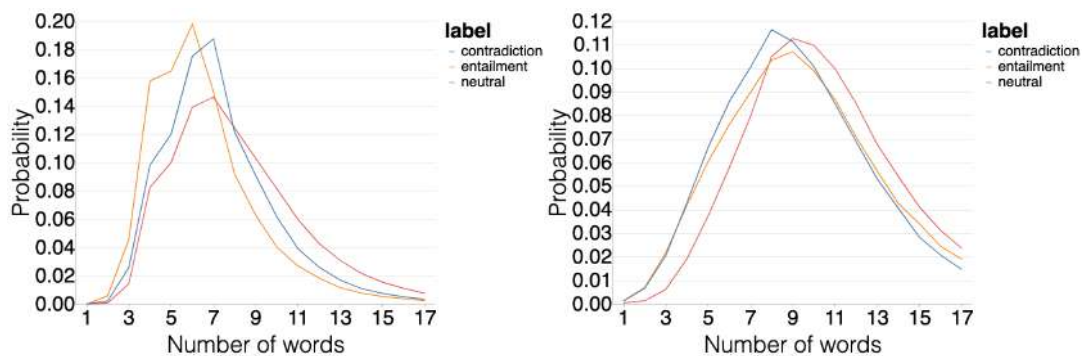 0.20
0.18
0.16
0.14
0.12
0.10
0.08
0.06
0.04
0.02
0.00
Probability
1 3 5 7 9 11 13 15 17
Number of words
label
contradiction
entailment
neutral
0.12
0.11
0.10
0.09
0.08
0.07
0.06
0.05
0.04
0.03
0.02
0.01
0.00
Probability
1 3 5 7 9 11 13 15 17
Number of words
label
contradiction
entailment
neutral